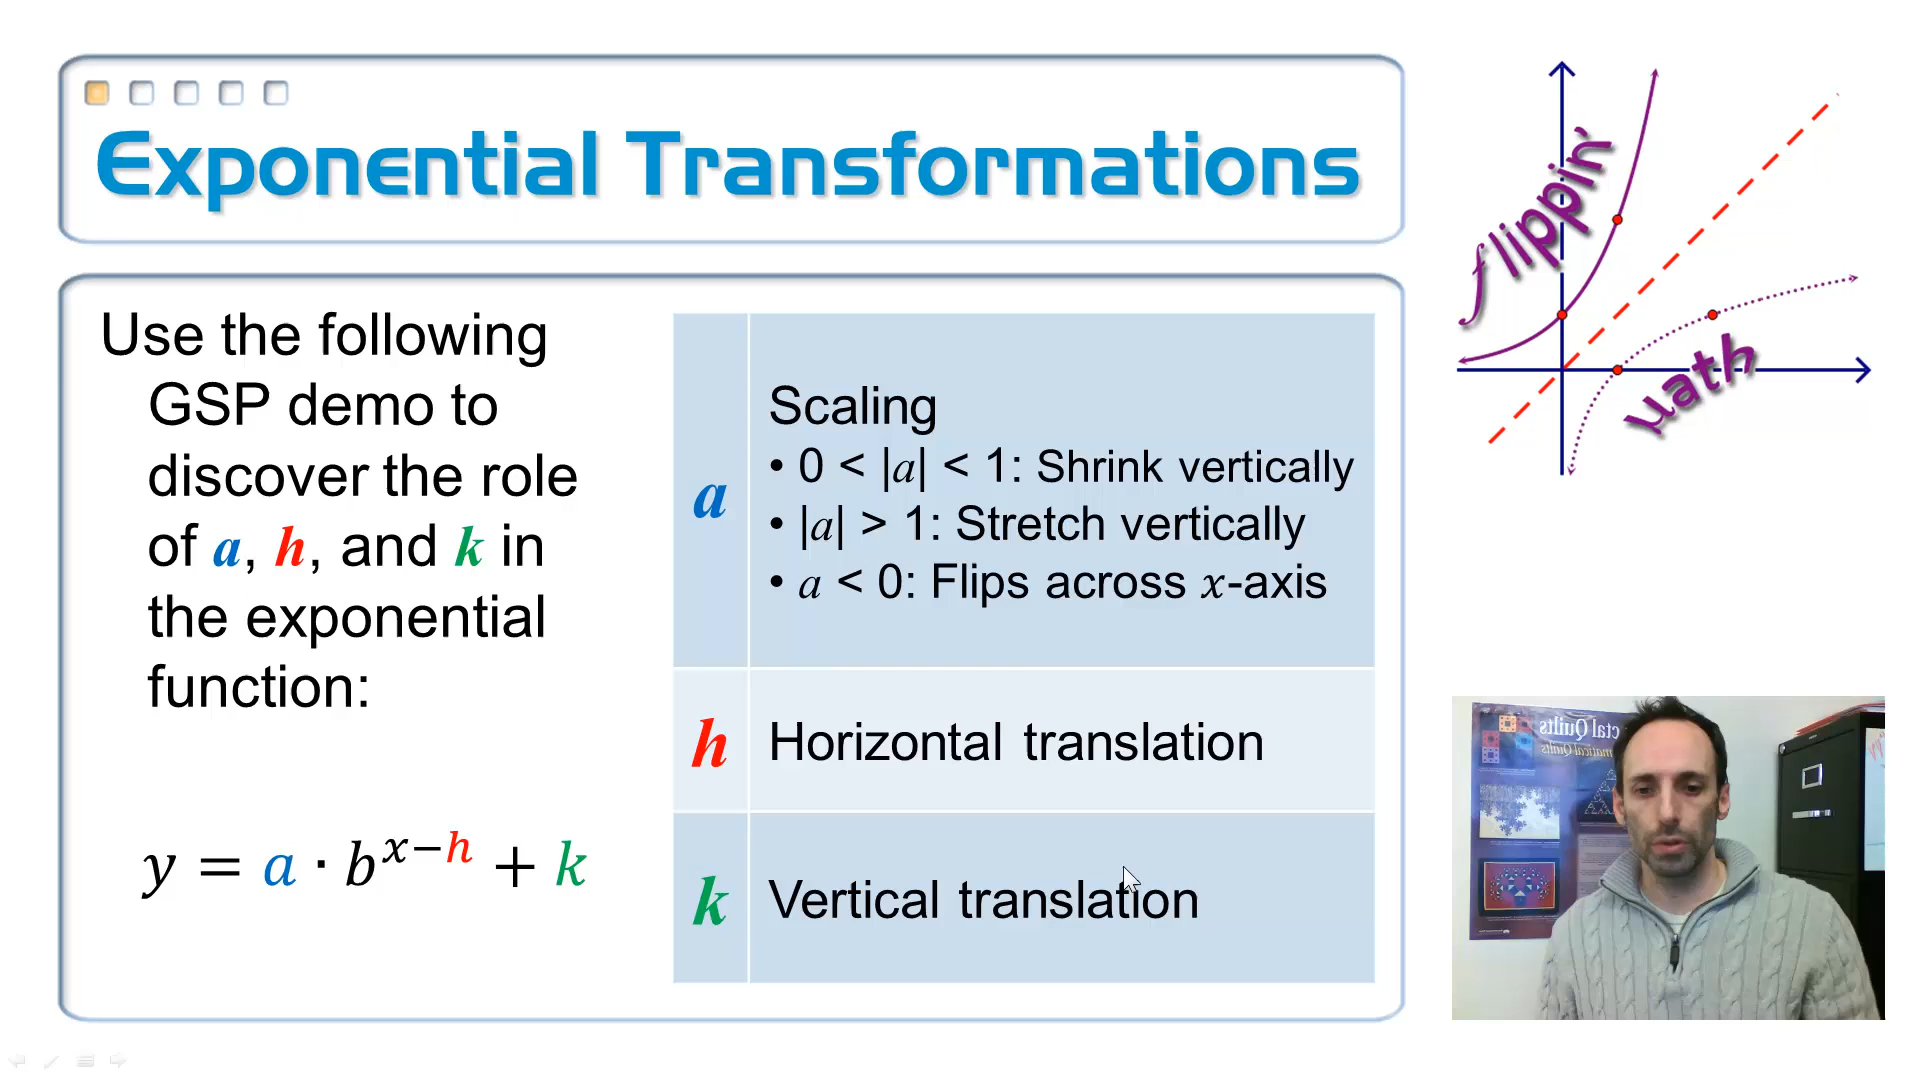 Exponential Transformations
Use the following
GSP demo to
discover the role
of a, h, and k in
the exponential
function:
y = a · b^{x−h} + k
a
Scaling
• 0 < |a| < 1: Shrink vertically
• |a| > 1: Stretch vertically
• a < 0: Flips across x-axis
h
Horizontal translation
k
Vertical translation
flippin'
math